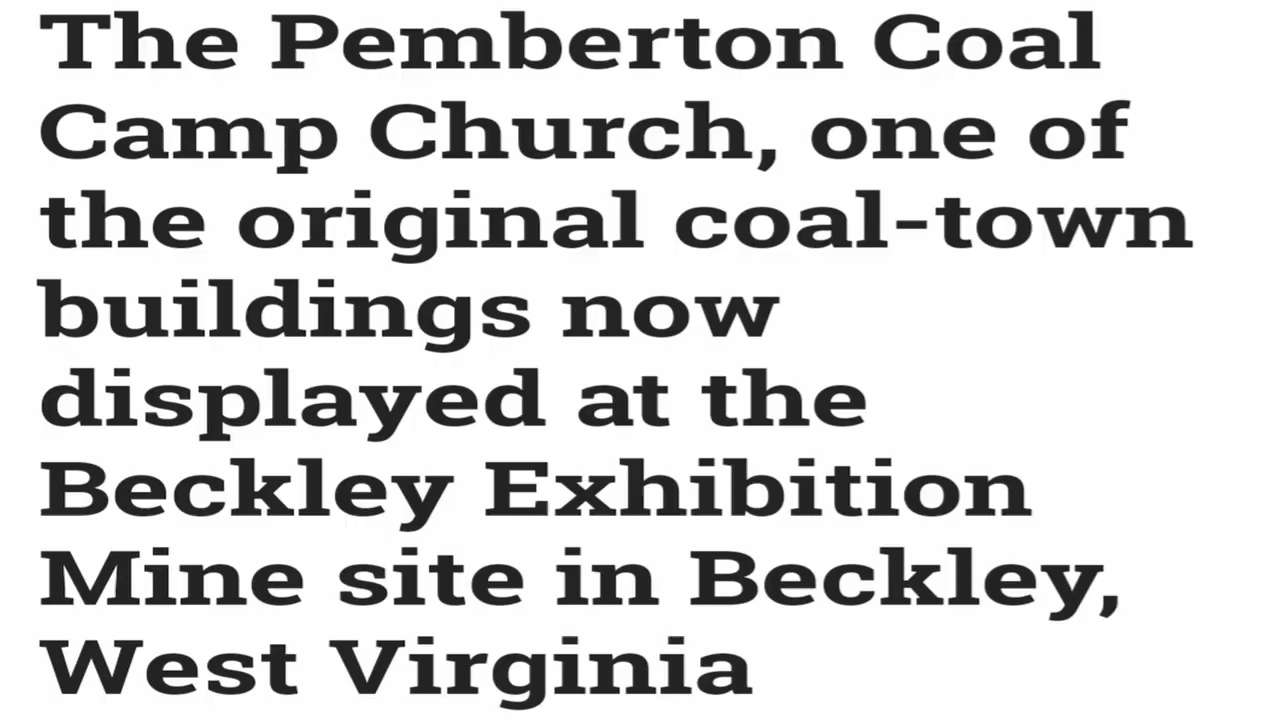 The Pemberton Coal
Camp Church, one of
the original coal-town
buildings now
displayed at the
Beckley Exhibition
Mine site in Beckley,
West Virginia